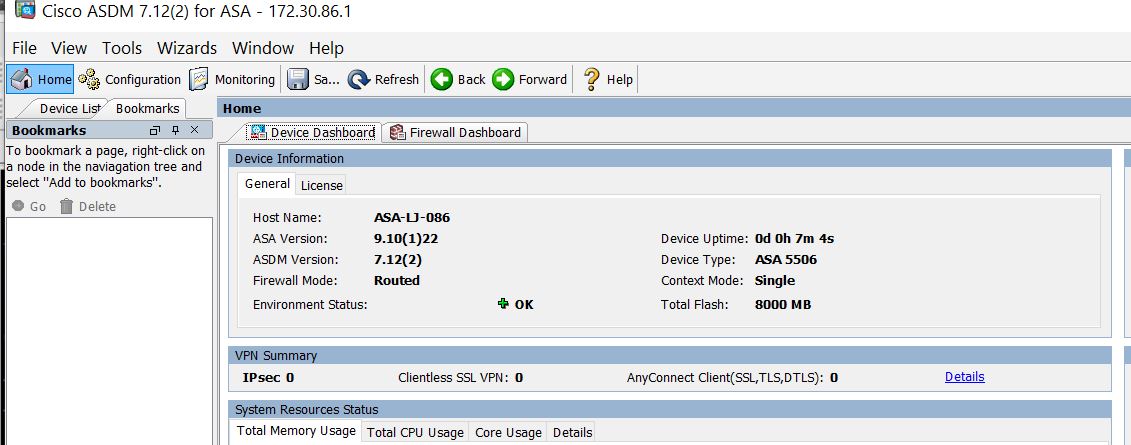 Cisco ASDM 7.12(2) for ASA - 172.30.86.1
File View Tools Wizards Window Help
Home Configuration Monitoring Sa... Refresh Back Forward Help
Device List Bookmarks
Home
Bookmarks
Device Dashboard Firewall Dashboard
To bookmark a page, right-click on
a node in the naviagation tree and
select "Add to bookmarks".
Go Delete
Device Information
General License
Host Name: ASA-LJ-086
ASA Version: 9.10(1)22 Device Uptime: 0d 0h 7m 4s
ASDM Version: 7.12(2) Device Type: ASA 5506
Firewall Mode: Routed Context Mode: Single
Environment Status: OK Total Flash: 8000 MB
VPN Summary
IPsec 0 Clientless SSL VPN: 0 AnyConnect Client(SSL,TLS,DTLS): 0 Details
System Resources Status
Total Memory Usage Total CPU Usage Core Usage Details